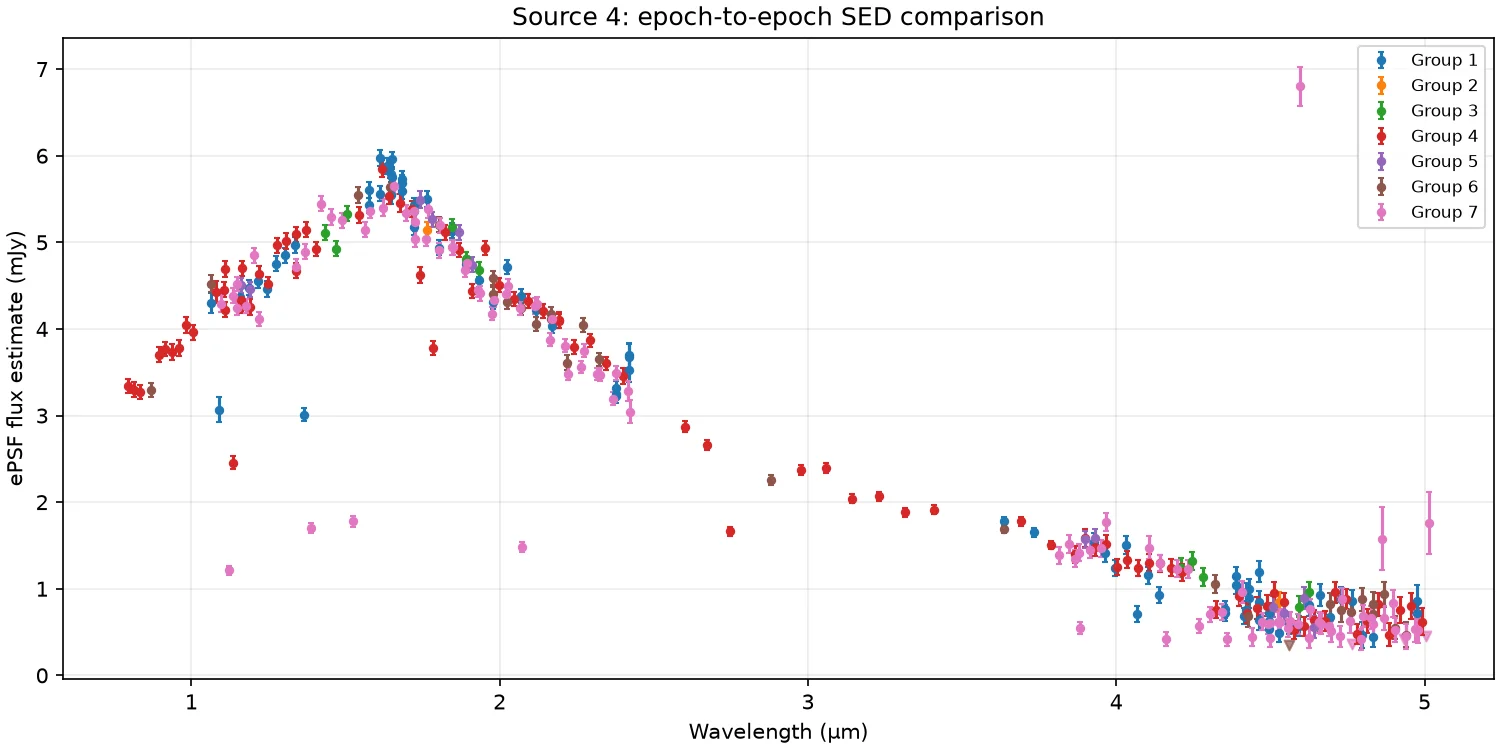 Source 4: epoch-to-epoch SED comparison
ePSF flux estimate (mJy)
7
6
5
4
3
2
1
0
Group 1
Group 2
Group 3
Group 4
Group 5
Group 6
Group 7
1 2 3 4 5
Wavelength (μm)